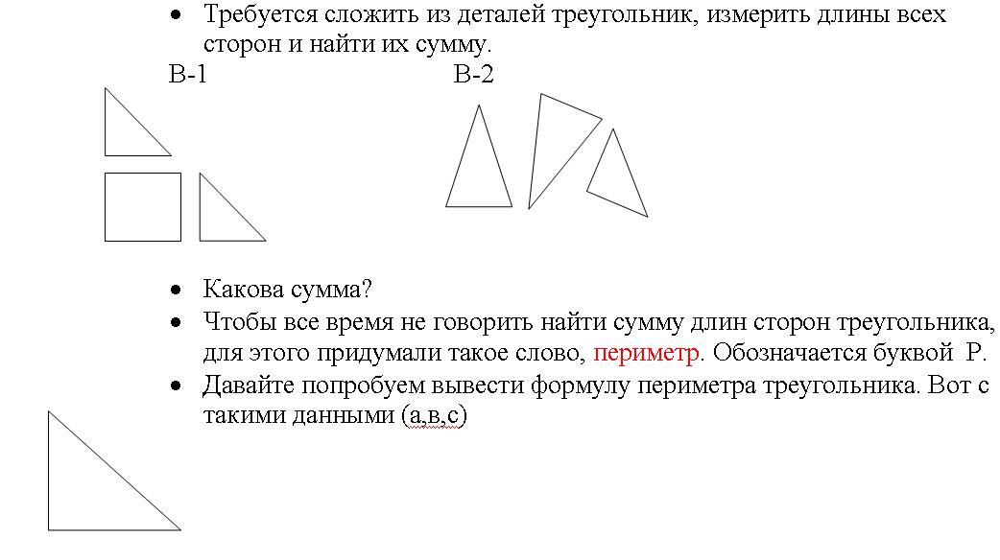 • Требуется сложить из деталей треугольник, измерить длины всех
сторон и найти их сумму.
В-1 В-2
• Какова сумма?
• Чтобы все время не говорить найти сумму длин сторон треугольника,
для этого придумали такое слово, периметр. Обозначается буквой Р.
• Давайте попробуем вывести формулу периметра треугольника. Вот с
такими данными (а,в,с)